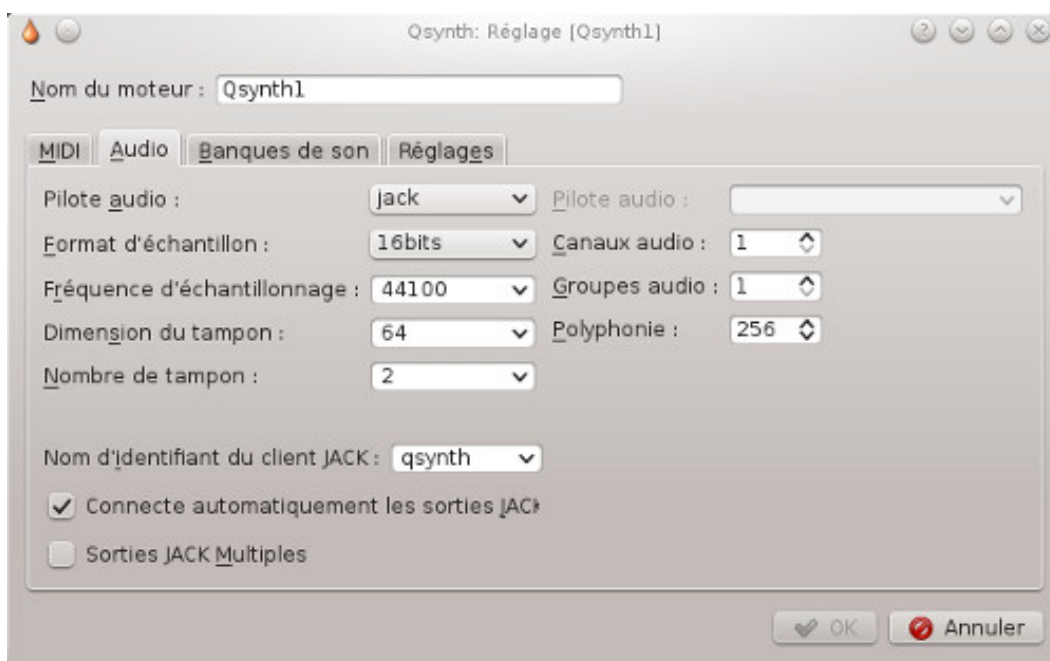 Qsynth: Réglage [Qsynth1]
Nom du moteur : Qsynth1
MIDI Audio Banques de son Réglages
Pilote audio : jack Pilote audio :
Format d'échantillon : 16bits Canaux audio : 1
Fréquence d'échantillonnage : 44100 Groupes audio : 1
Dimension du tampon : 64 Polyphonie : 256
Nombre de tampon : 2
Nom d'identifiant du client JACK : qsynth
Connecte automatiquement les sorties JACK
Sorties JACK Multiples
OK Annuler